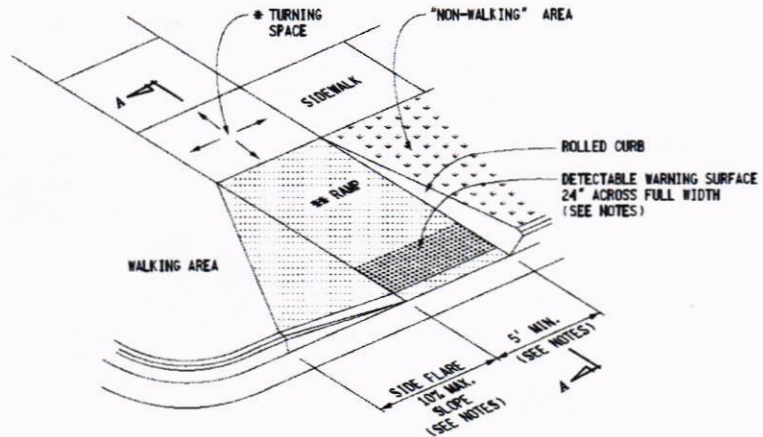 * TURNING
SPACE
"NON-WALKING" AREA
A
SIDEWALK
ROLLED CURB
DETECTABLE WARNING SURFACE
24" ACROSS FULL WIDTH
(SEE NOTES)
** RAMP
WALKING AREA
5' MIN.
(SEE NOTES)
SIDE FLARE
10% MAX.
SLOPE
(SEE NOTES)
A